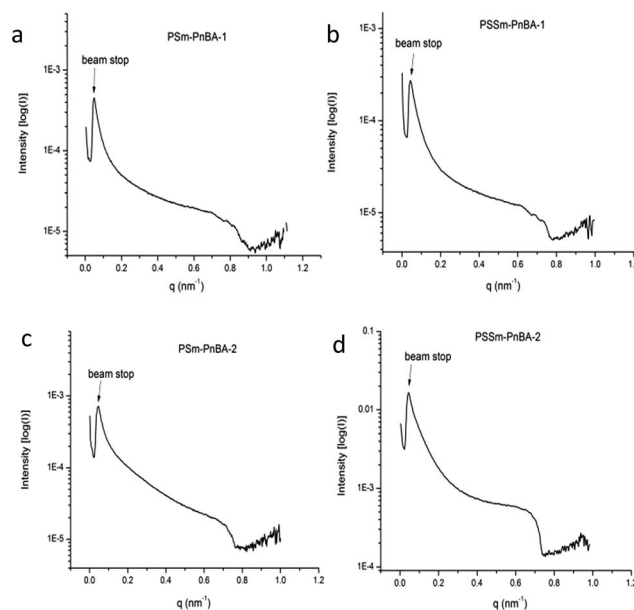 a
PSm-PnBA-1
beam stop
1E-3
1E-4
1E-5
Intensity [log(I)]
0.0 0.2 0.4 0.6 0.8 1.0 1.2
q (nm-1)
b
PSSm-PnBA-1
beam stop
1E-3
1E-4
1E-5
Intensity [log(I)]
0.0 0.2 0.4 0.6 0.8 1.0 1.2
q (nm-1)
c
PSm-PnBA-2
beam stop
1E-3
1E-4
1E-5
Intensity [log(I)]
0.0 0.2 0.4 0.6 0.8 1.0 1.2
q (nm-1)
d
PSSm-PnBA-2
beam stop
0.1
0.01
1E-3
1E-4
Intensity [log(I)]
0.0 0.2 0.4 0.6 0.8 1.0 1.2
q (nm-1)